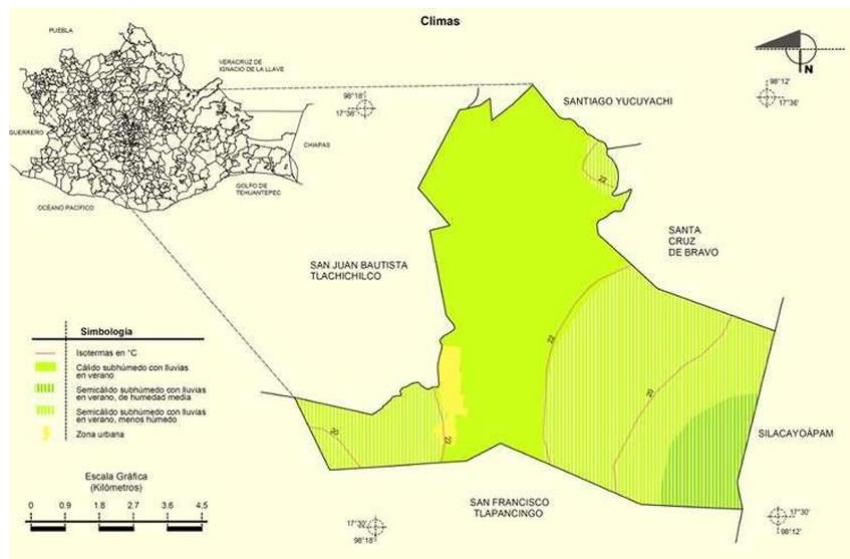 Climas
PUEBLA
VERACRUZ DE
IGNACIO DE LA LLAVE
GUERRERO
CHIAPAS
GOLFO DE
TEHUANTEPEC
OCÉANO PACÍFICO
98°18'
17°36'
SANTIAGO YUCUYACHI
N
98°12'
17°36'
22
SANTA
CRUZ
DE BRAVO
SAN JUAN BAUTISTA
TLACHICHILCO
22
20
20
22
SILACAYOÁPAM
SAN FRANCISCO
TLAPANCINGO
17°30'
98°18'
17°30'
98°12'
Simbología
Isotermas en °C
Cálido subhúmedo con lluvias
en verano
Semicálido subhúmedo con lluvias
en verano, de humedad media
Semicálido subhúmedo con lluvias
en verano, menos húmedo
Zona urbana
Escala Gráfica
(Kilómetros)
0 0.9 1.8 2.7 3.6 4.5